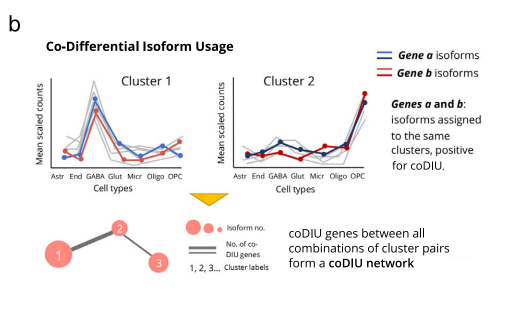 b
Co-Differential Isoform Usage
Cluster 1
Mean scaled counts
Astr End GABA Glut Micr Oligo OPC
Cell types
Cluster 2
Mean scaled counts
Astr End GABA Glut Micr Oligo OPC
Cell types
Gene a isoforms
Gene b isoforms
Genes a and b:
isoforms assigned
to the same
clusters, positive
for coDIU.
1
2
3
Isoform no.
No. of co-
DIU genes
1, 2, 3... Cluster labels
coDIU genes between all
combinations of cluster pairs
form a coDIU network